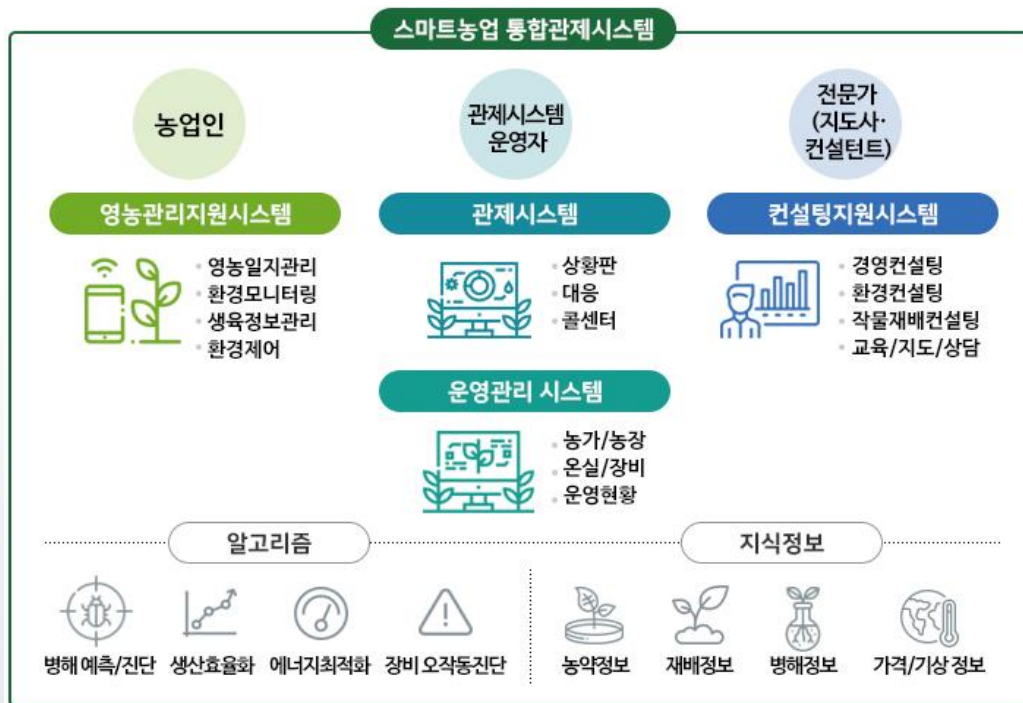 스마트농업 통합관제시스템
농업인
관제시스템
운영자
전문가
(지도사·
컨설턴트)
영농관리지원시스템
영농일지관리
환경모니터링
생육정보관리
환경제어
관제시스템
상황판
대응
콜센터
컨설팅지원시스템
경영컨설팅
환경컨설팅
작물재배컨설팅
교육/지도/상담
운영관리 시스템
농가/농장
온실/장비
운영현황
알고리즘
병해 예측/진단
생산효율화
에너지최적화
장비 오작동진단
지식정보
농약정보
재배정보
병해정보
가격/기상 정보